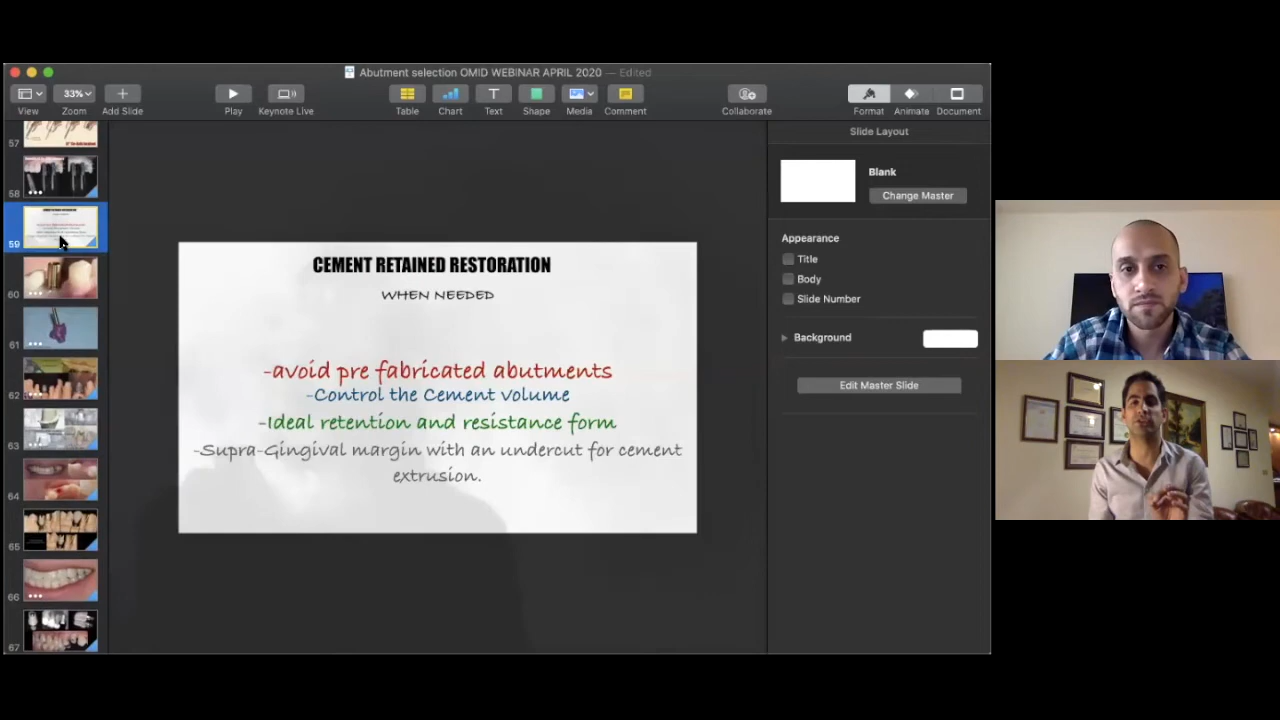 Abutment selection OMID WEBINAR APRIL 2020 — Edited
33%
View
Zoom
Add Slide
Play
Keynote Live
Table
Chart
Text
Shape
Media
Comment
Collaborate
Format
Animate
Document
57
58
59
60
61
62
63
64
65
66
67
CEMENT RETAINED RESTORATION
WHEN NEEDED
-avoid pre fabricated abutments
-Control the Cement Volume
-Ideal retention and resistance form
-Supra-Gingival margin with an undercut for cement
extrusion.
Slide Layout
Blank
Change Master
Appearance
Title
Body
Slide Number
Background
Edit Master Slide